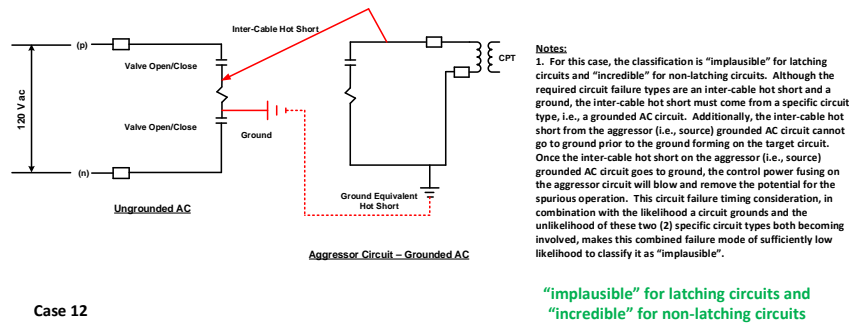 Inter-Cable Hot Short
(p)
Valve Open/Close
120 V ac
Valve Open/Close
Ground
(n)
Ungrounded AC
CPT
Ground Equivalent
Hot Short
Aggressor Circuit – Grounded AC
Notes:
1. For this case, the classification is “implausible” for latching
circuits and “incredible” for non-latching circuits. Although the
required circuit failure types are an inter-cable hot short and a
ground, the inter-cable hot short must come from a specific circuit
type, i.e., a grounded AC circuit. Additionally, the inter-cable hot
short from the aggressor (i.e., source) grounded AC circuit cannot
go to ground prior to the ground forming on the target circuit.
Once the inter-cable hot short on the aggressor (i.e., source)
grounded AC circuit goes to ground, the control power fusing on
the aggressor circuit will blow and remove the potential for the
spurious operation. This circuit failure timing consideration, in
combination with the likelihood a circuit grounds and the
unlikelihood of these two (2) specific circuit types both becoming
involved, makes this combined failure mode of sufficiently low
likelihood to classify it as “implausible”.
Case 12
“implausible” for latching circuits and
“incredible” for non-latching circuits